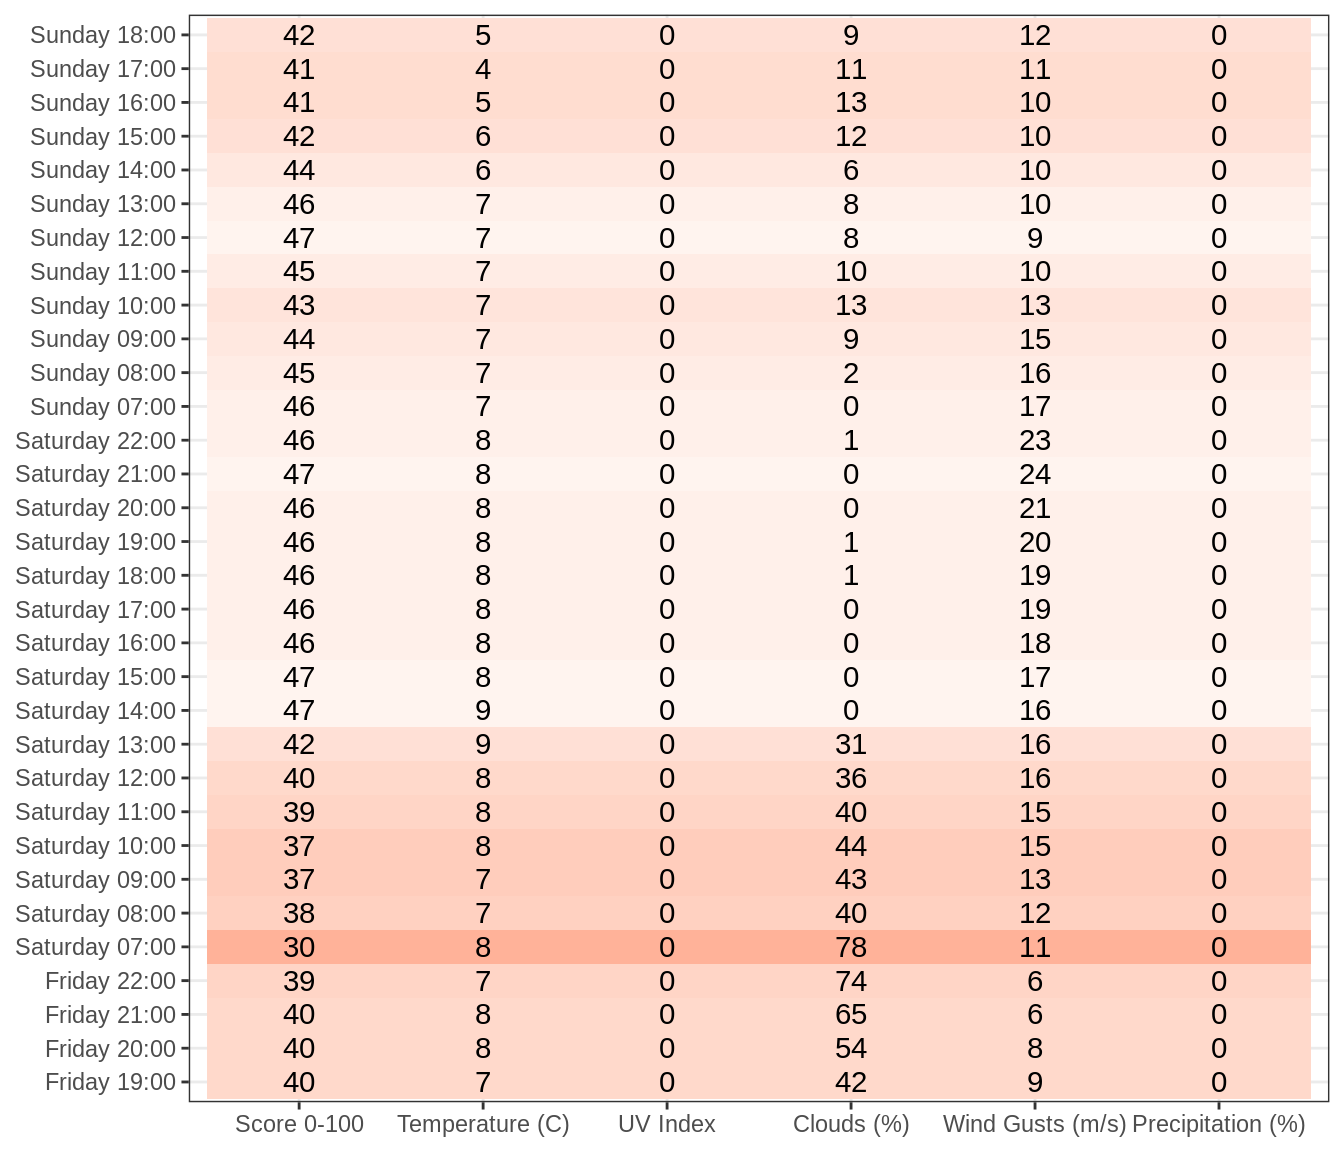 Sunday 18:00 42 5 0 9 12 0
Sunday 17:00 41 4 0 11 11 0
Sunday 16:00 41 5 0 13 10 0
Sunday 15:00 42 6 0 12 10 0
Sunday 14:00 44 6 0 6 10 0
Sunday 13:00 46 7 0 8 10 0
Sunday 12:00 47 7 0 8 9 0
Sunday 11:00 45 7 0 10 10 0
Sunday 10:00 43 7 0 13 13 0
Sunday 09:00 44 7 0 9 15 0
Sunday 08:00 45 7 0 2 16 0
Sunday 07:00 46 7 0 0 17 0
Saturday 22:00 46 8 0 1 23 0
Saturday 21:00 47 8 0 0 24 0
Saturday 20:00 46 8 0 0 21 0
Saturday 19:00 46 8 0 1 20 0
Saturday 18:00 46 8 0 1 19 0
Saturday 17:00 46 8 0 0 19 0
Saturday 16:00 46 8 0 0 18 0
Saturday 15:00 47 8 0 0 17 0
Saturday 14:00 47 9 0 0 16 0
Saturday 13:00 42 9 0 31 16 0
Saturday 12:00 40 8 0 36 16 0
Saturday 11:00 39 8 0 40 15 0
Saturday 10:00 37 8 0 44 15 0
Saturday 09:00 37 7 0 43 13 0
Saturday 08:00 38 7 0 40 12 0
Saturday 07:00 30 8 0 78 11 0
Friday 22:00 39 7 0 74 6 0
Friday 21:00 40 8 0 65 6 0
Friday 20:00 40 8 0 54 8 0
Friday 19:00 40 7 0 42 9 0
Score 0-100 Temperature (C) UV Index Clouds (%) Wind Gusts (m/s) Precipitation (%)